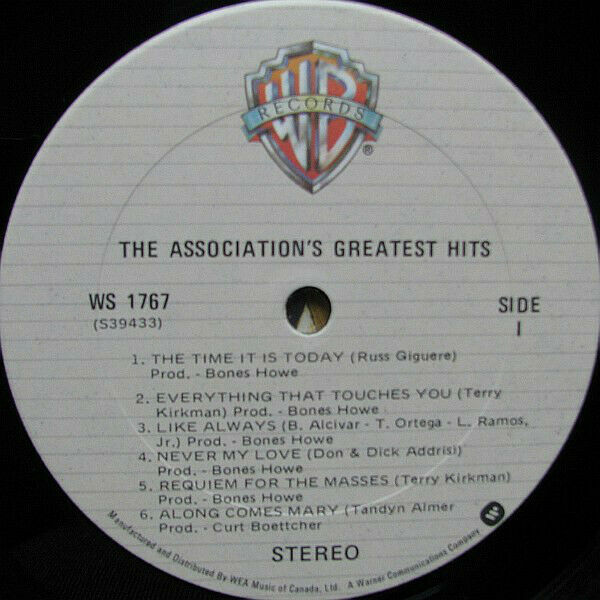 WB
RECORDS
®
THE ASSOCIATION'S GREATEST HITS
WS 1767
(S39433)
SIDE
1
1. THE TIME IT IS TODAY (Russ Giguere)
Prod. - Bones Howe
2. EVERYTHING THAT TOUCHES YOU (Terry
Kirkman) Prod. - Bones Howe
3. LIKE ALWAYS (B. Alcivar - T. Ortega - L. Ramos,
Jr.) Prod. - Bones Howe
4. NEVER MY LOVE (Don & Dick Addrisi)
Prod. - Bones Howe
5. REQUIEM FOR THE MASSES (Terry Kirkman)
Prod. - Bones Howe
6. ALONG COMES MARY (Tandyn Almer
Prod. - Curt Boettcher
STEREO
Manufactured and Distributed By WEA Music of Canada, Ltd. A Warner Communications Company